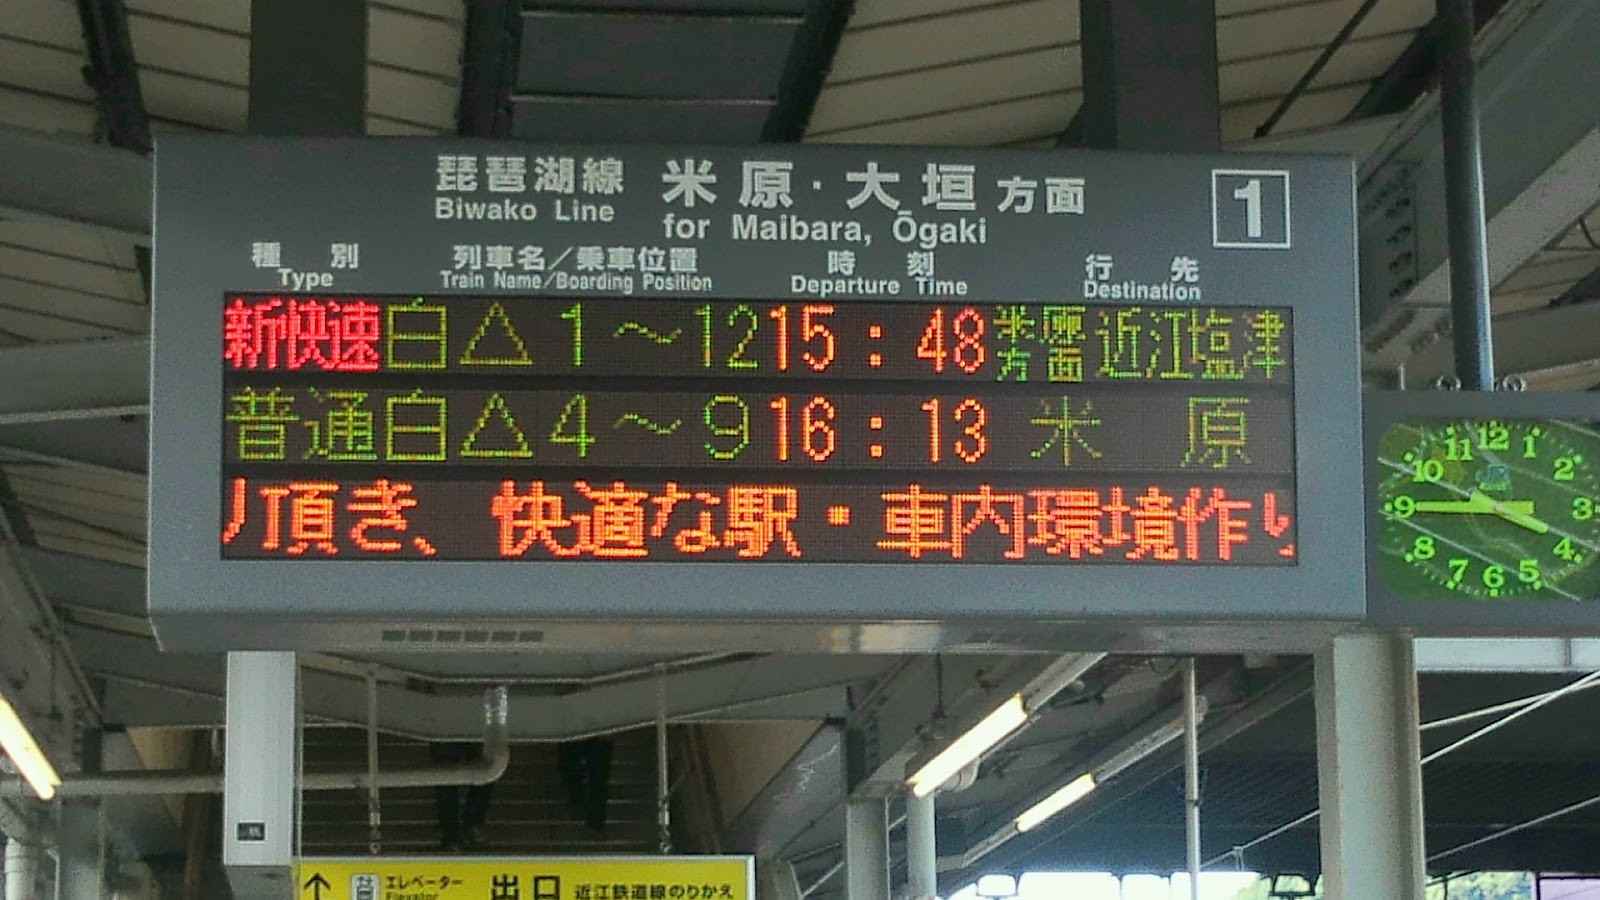 琵琶湖線 米原・大垣方面 1
Biwako Line for Maibara, Ōgaki
種別 列車名／乗車位置 時刻 行先
Type Train Name/Boarding Position Departure Time Destination
新快速 白△ 1～12 15:48 米原方面近江塩津
普通 白△ 4～9 16:13 米原
頂き、快適な駅・車内環境作り
11 12 1
10 2
9 3
8 4
7 6 5
↑ エレベーター 出口 近江鉄道線のりかえ
Elevator